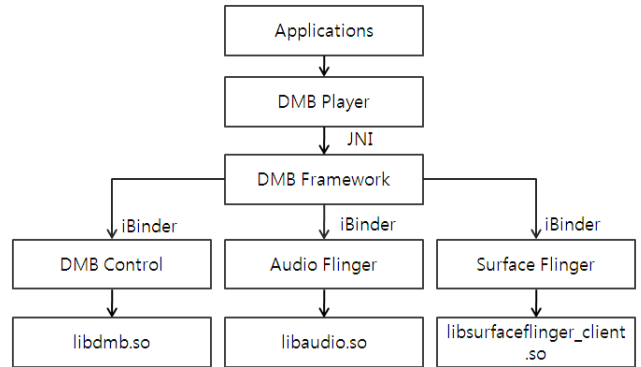 Applications
DMB Player
JNI
DMB Framework
iBinder
iBinder
iBinder
DMB Control
Audio Flinger
Surface Flinger
libdmb.so
libaudio.so
libsurfaceflinger_client
.so